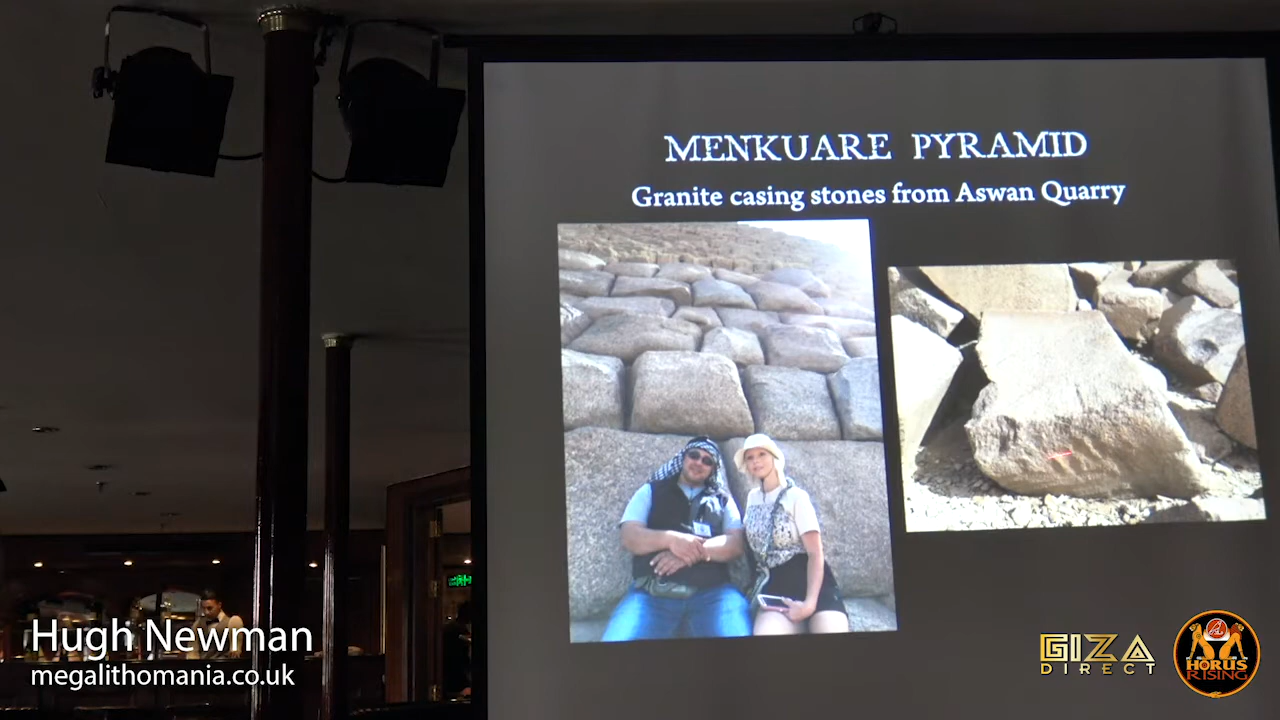 MENKUARE PYRAMID
Granite casing stones from Aswan Quarry
Hugh Newman
megalithomania.co.uk
GIZA
DIRECT
HORUS
RISING